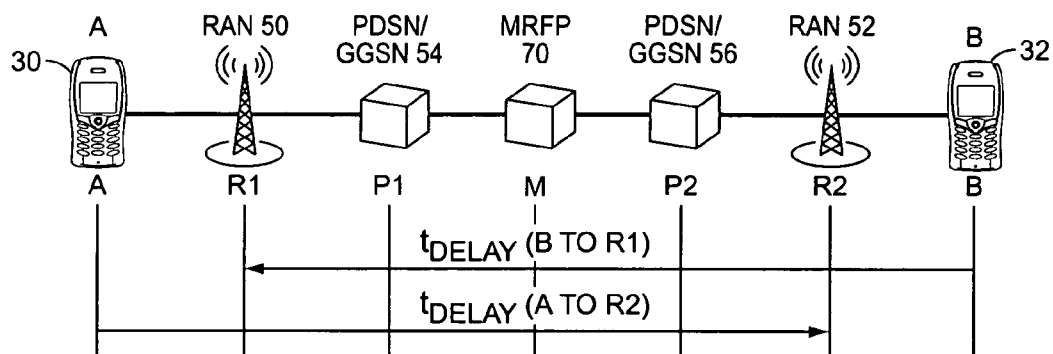 A
RAN 50
PDSN/
GGSN 54
MRFP
70
PDSN/
GGSN 56
RAN 52
B
30
32
A
R1
P1
M
P2
R2
B
tDELAY (B TO R1)
tDELAY (A TO R2)